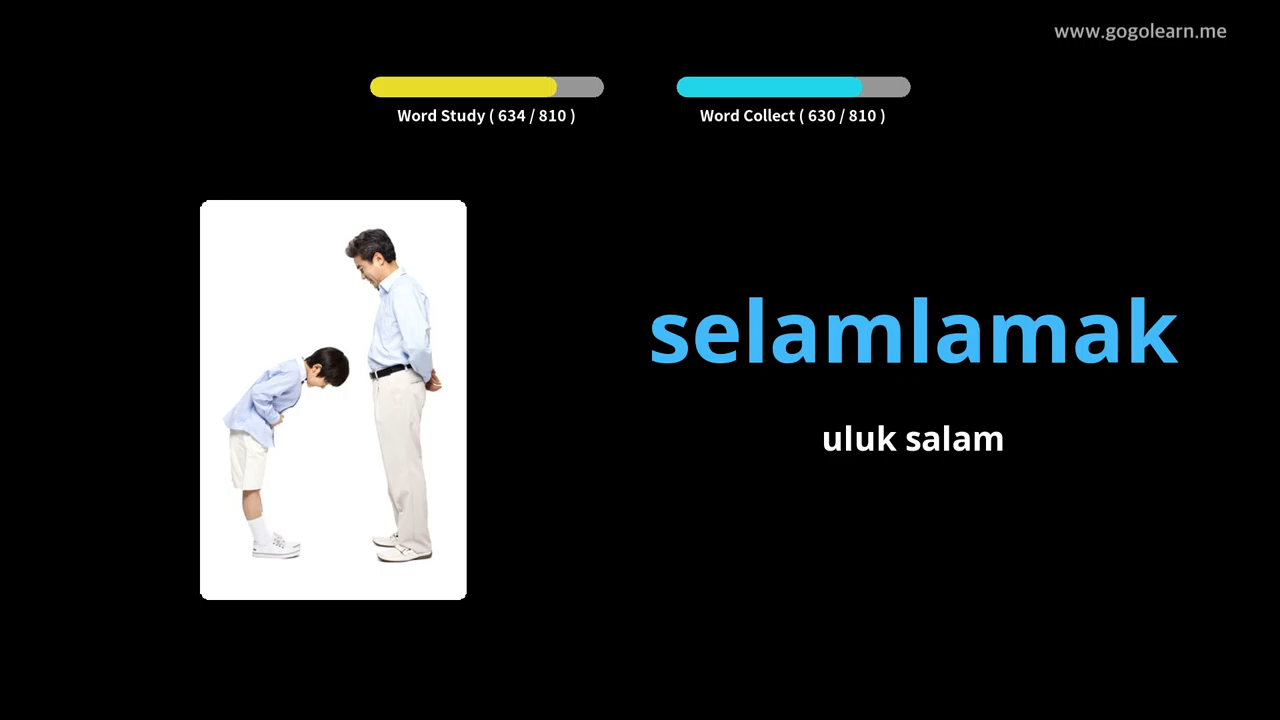 www.gogolearn.me
Word Study ( 634 / 810 )
Word Collect ( 630 / 810 )
selamlamak
uluk salam